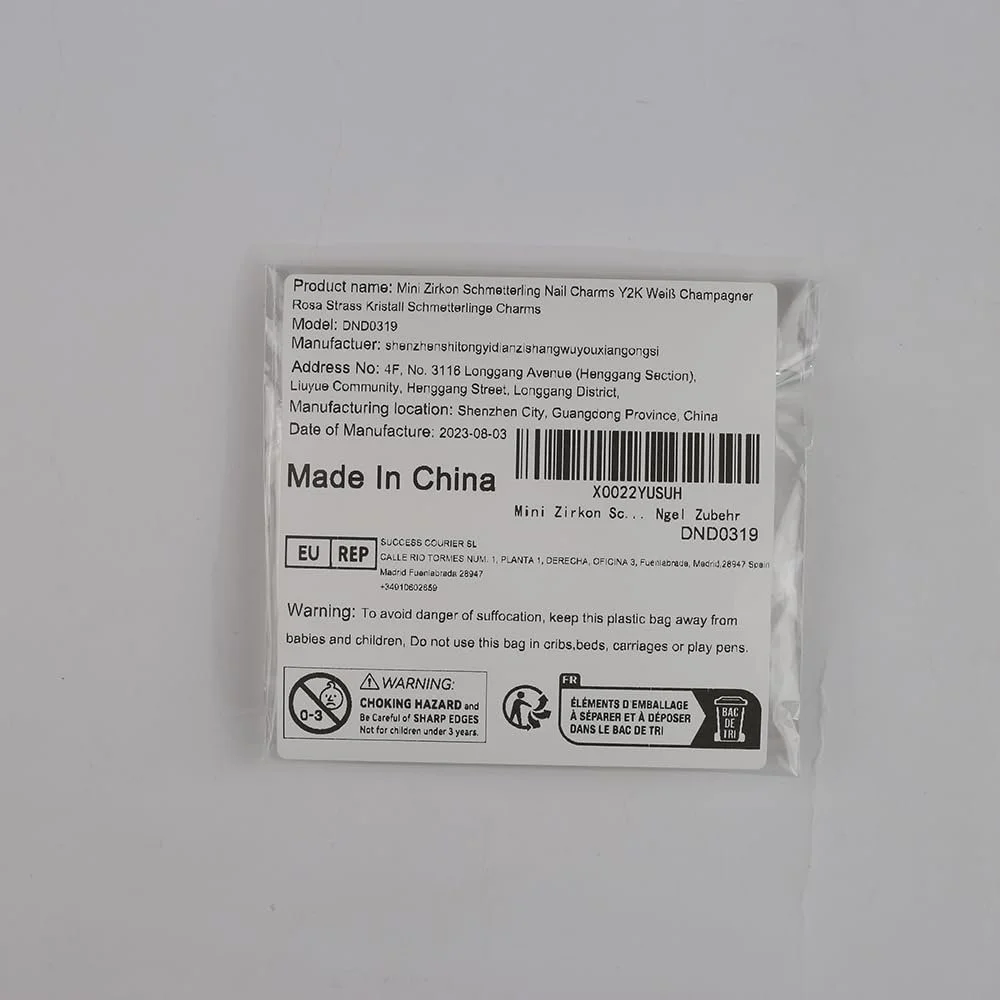 Product name: Mini Zirkon Schmetterling Nail Charms Y2K Weiß Champagner
Rosa Strass Kristall Schmetterlinge Charms
Model: DND0319
Manufactuer: shenzhenshitongyidianzishangwuyouxiangongsi
Address No: 4F, No. 3116 Longgang Avenue (Henggang Section),
Liuyue Community, Henggang Street, Longgang District,
Manufacturing location: Shenzhen City, Guangdong Province, China
Date of Manufacture: 2023-08-03
Made In China
X0022YUSUH
Mini Zirkon Sc... Ngel Zubehr
DND0319
EU REP
SUCCESS COURIER SL
CALLE RIO TORMES NUM. 1, PLANTA 1, DERECHA, OFICINA 3, Fuenlabrada, Madrid,28947 Spain
Madrid Fuenlabrada 28947
+34910602659
Warning: To avoid danger of suffocation, keep this plastic bag away from
babies and children, Do not use this bag in cribs,beds, carriages or play pens.
0-3
WARNING:
CHOKING HAZARD and
Be Careful of SHARP EDGES
Not for children under 3 years.
FR
ÉLÉMENTS D'EMBALLAGE
À SÉPARER ET À DÉPOSER
DANS LE BAC DE TRI
BAC
DE
TRI